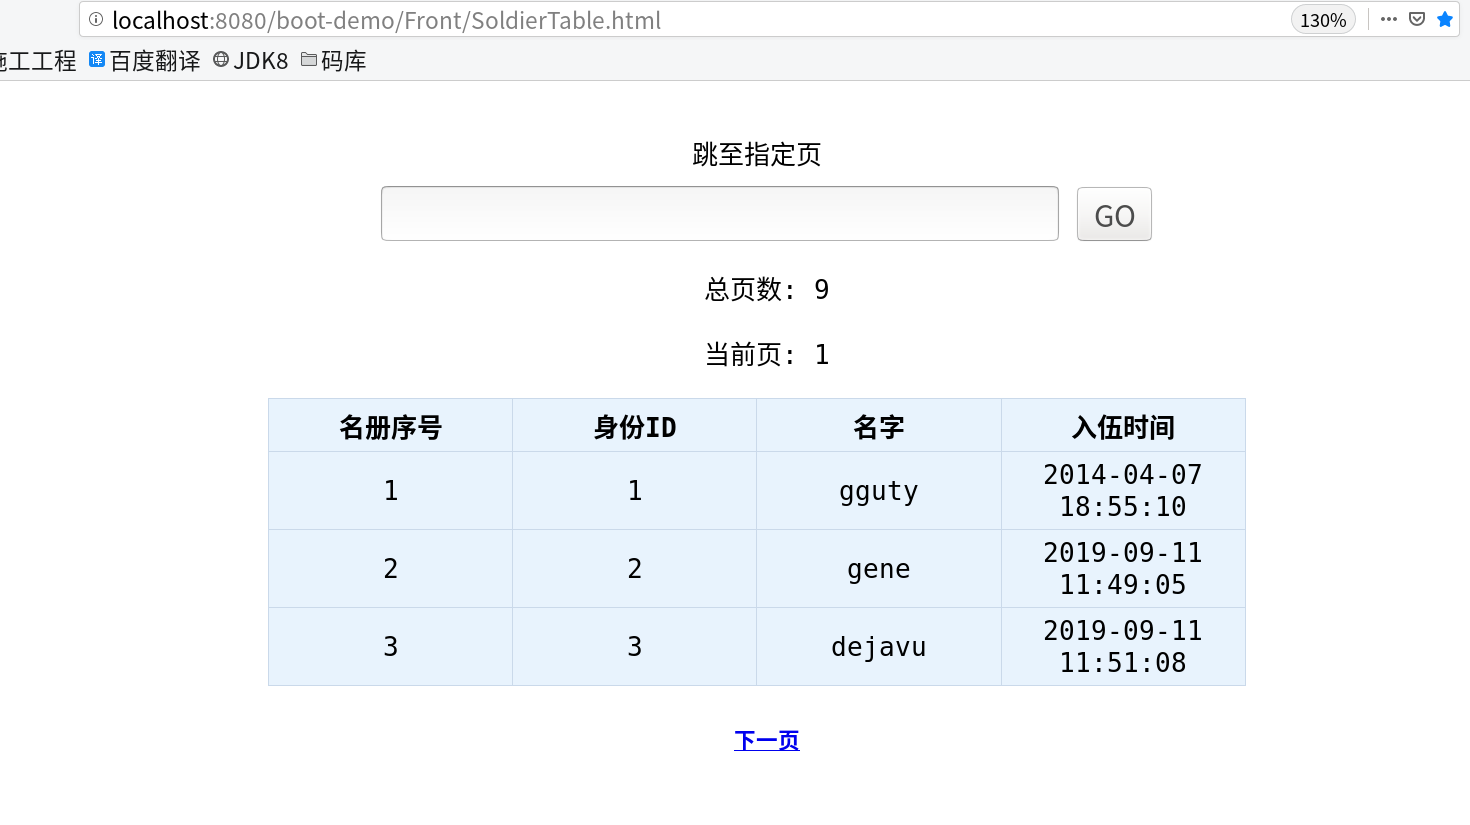 localhost:8080/boot-demo/Front/SoldierTable.html 130%
工工程 百度翻译 JDK8 码库
跳至指定页
GO
总页数: 9
当前页: 1
名册序号 身份ID 名字 入伍时间
1 1 gguty 2014-04-07
18:55:10
2 2 gene 2019-09-11
11:49:05
3 3 dejavu 2019-09-11
11:51:08
下一页